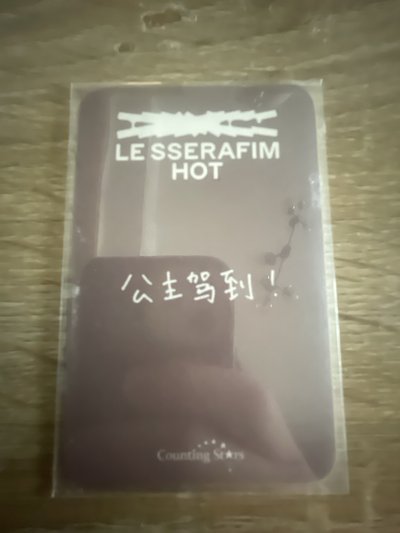 LE SSERAFIM
HOT
公主驾到！
Counting Stars